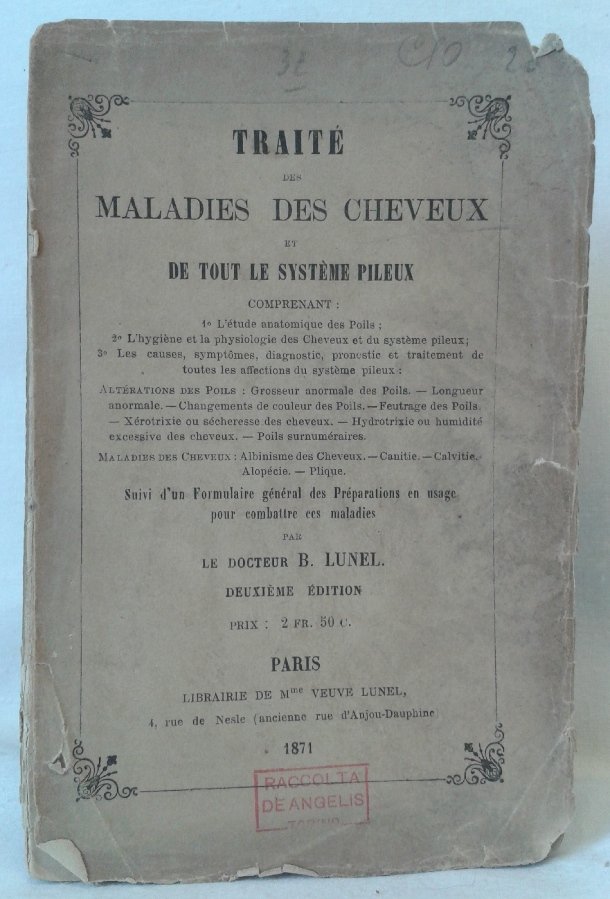 32
TRAITÉ
DES
MALADIES DES CHEVEUX
ET
DE TOUT LE SYSTÈME PILEUX
COMPRENANT :
1º L'étude anatomique des Poils ;
2º L'hygiène et la physiologie des Cheveux et du système pileux;
3º Les causes, symptômes, diagnostic, pronostic et traitement de
toutes les affections du système pileux :
ALTÉRATIONS DES POILS : Grosseur anormale des Poils. — Longueur
anormale. — Changements de couleur des Poils. — Feutrage des Poils.
— Xérotrixie ou sécheresse des cheveux. — Hydrotrixie ou humidité
excessive des cheveux. — Poils surnuméraires.
MALADIES DES CHEVEUX : Albinisme des Cheveux. — Canitie. — Calvitie. —
Alopécie. — Plique.
Suivi d'un Formulaire général des Préparations en usage
pour combattre ces maladies
PAR
LE DOCTEUR B. LUNEL.
DEUXIÈME ÉDITION
PRIX : 2 FR. 50 C.
PARIS
LIBRAIRIE DE Mme VEUVE LUNEL,
4, rue de Nesle (ancienne rue d'Anjou-Dauphine)
1871
RACCOLTA
DE ANGELIS
TORINO